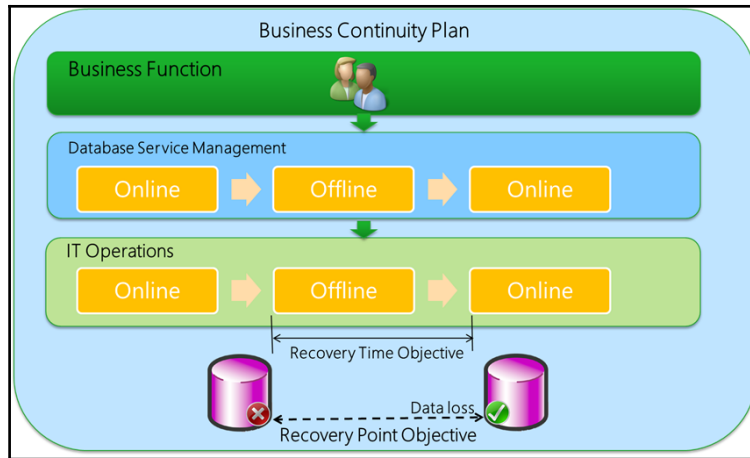 Business Continuity Plan
Business Function
Database Service Management
Online Offline Online
IT Operations
Online Offline Online
Recovery Time Objective
Data loss
Recovery Point Objective